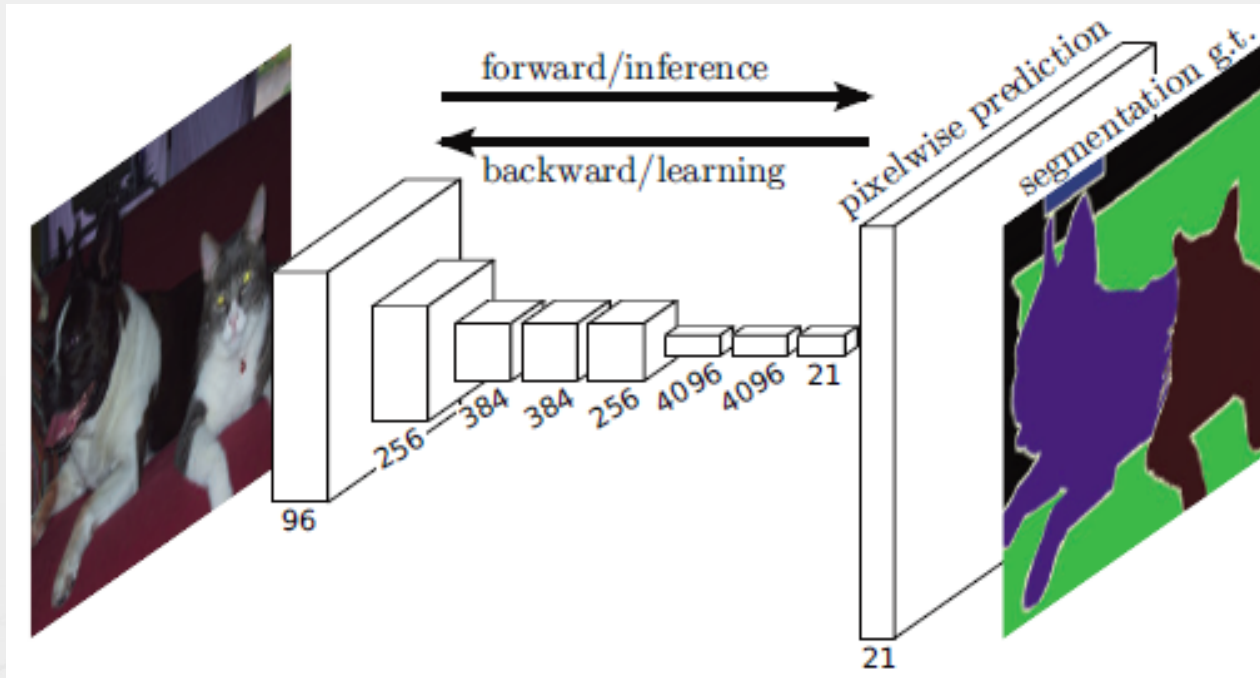 forward/inference
backward/learning
pixelwise prediction
segmentation g.t.
96
256
384
384
256
4096
4096
21
21